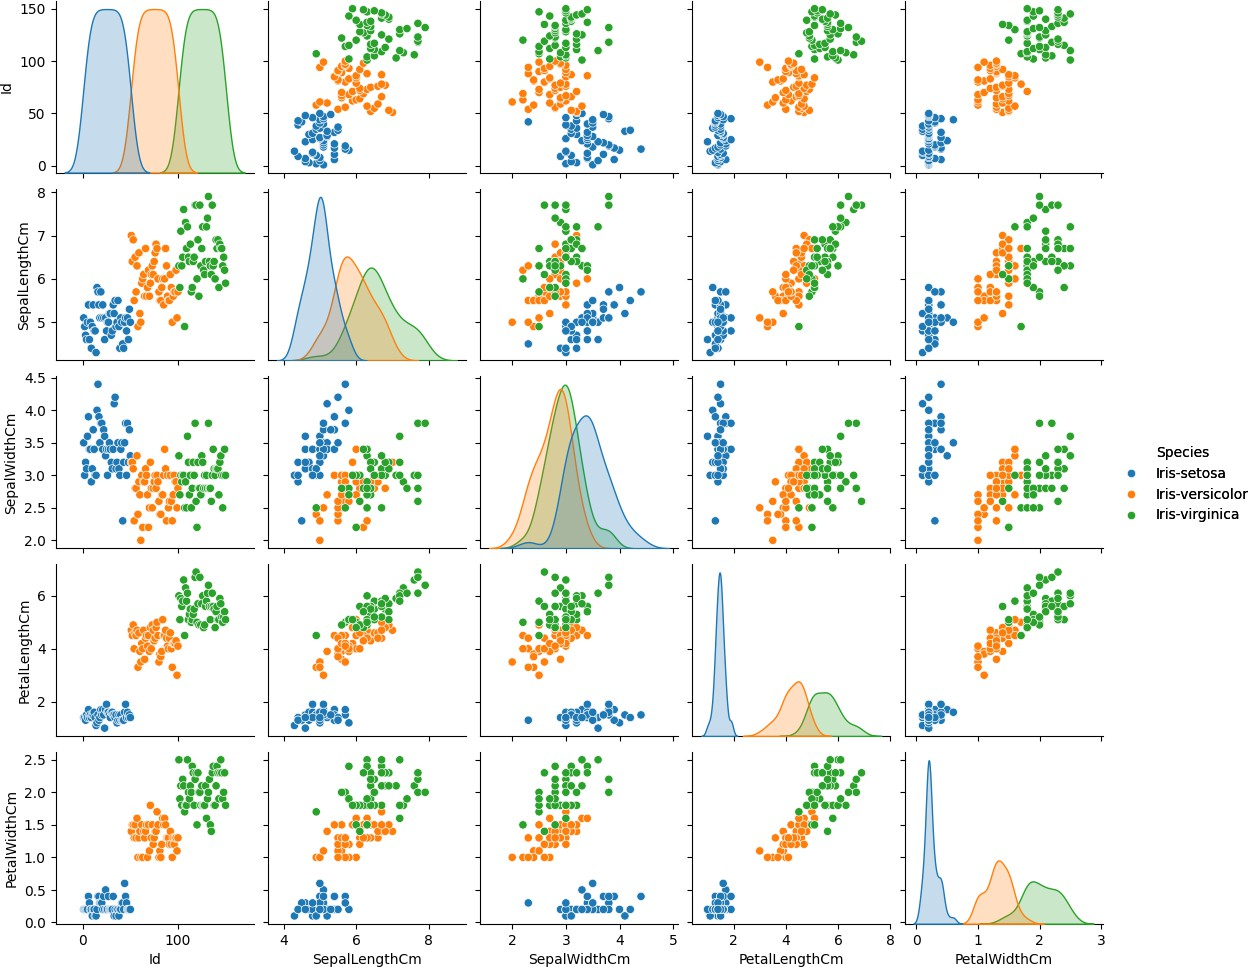 150
100
50
0
Id
8
7
6
5
SepalLengthCm
4.5
4.0
3.5
3.0
2.5
2.0
SepalWidthCm
Species
Iris-setosa
Iris-versicolor
Iris-virginica
6
4
2
PetalLengthCm
2.5
2.0
1.5
1.0
0.5
0.0
PetalWidthCm
0 100 4 6 8 2 3 4 5 2 4 6 8 0 1 2 3
Id SepalLengthCm SepalWidthCm PetalLengthCm PetalWidthCm